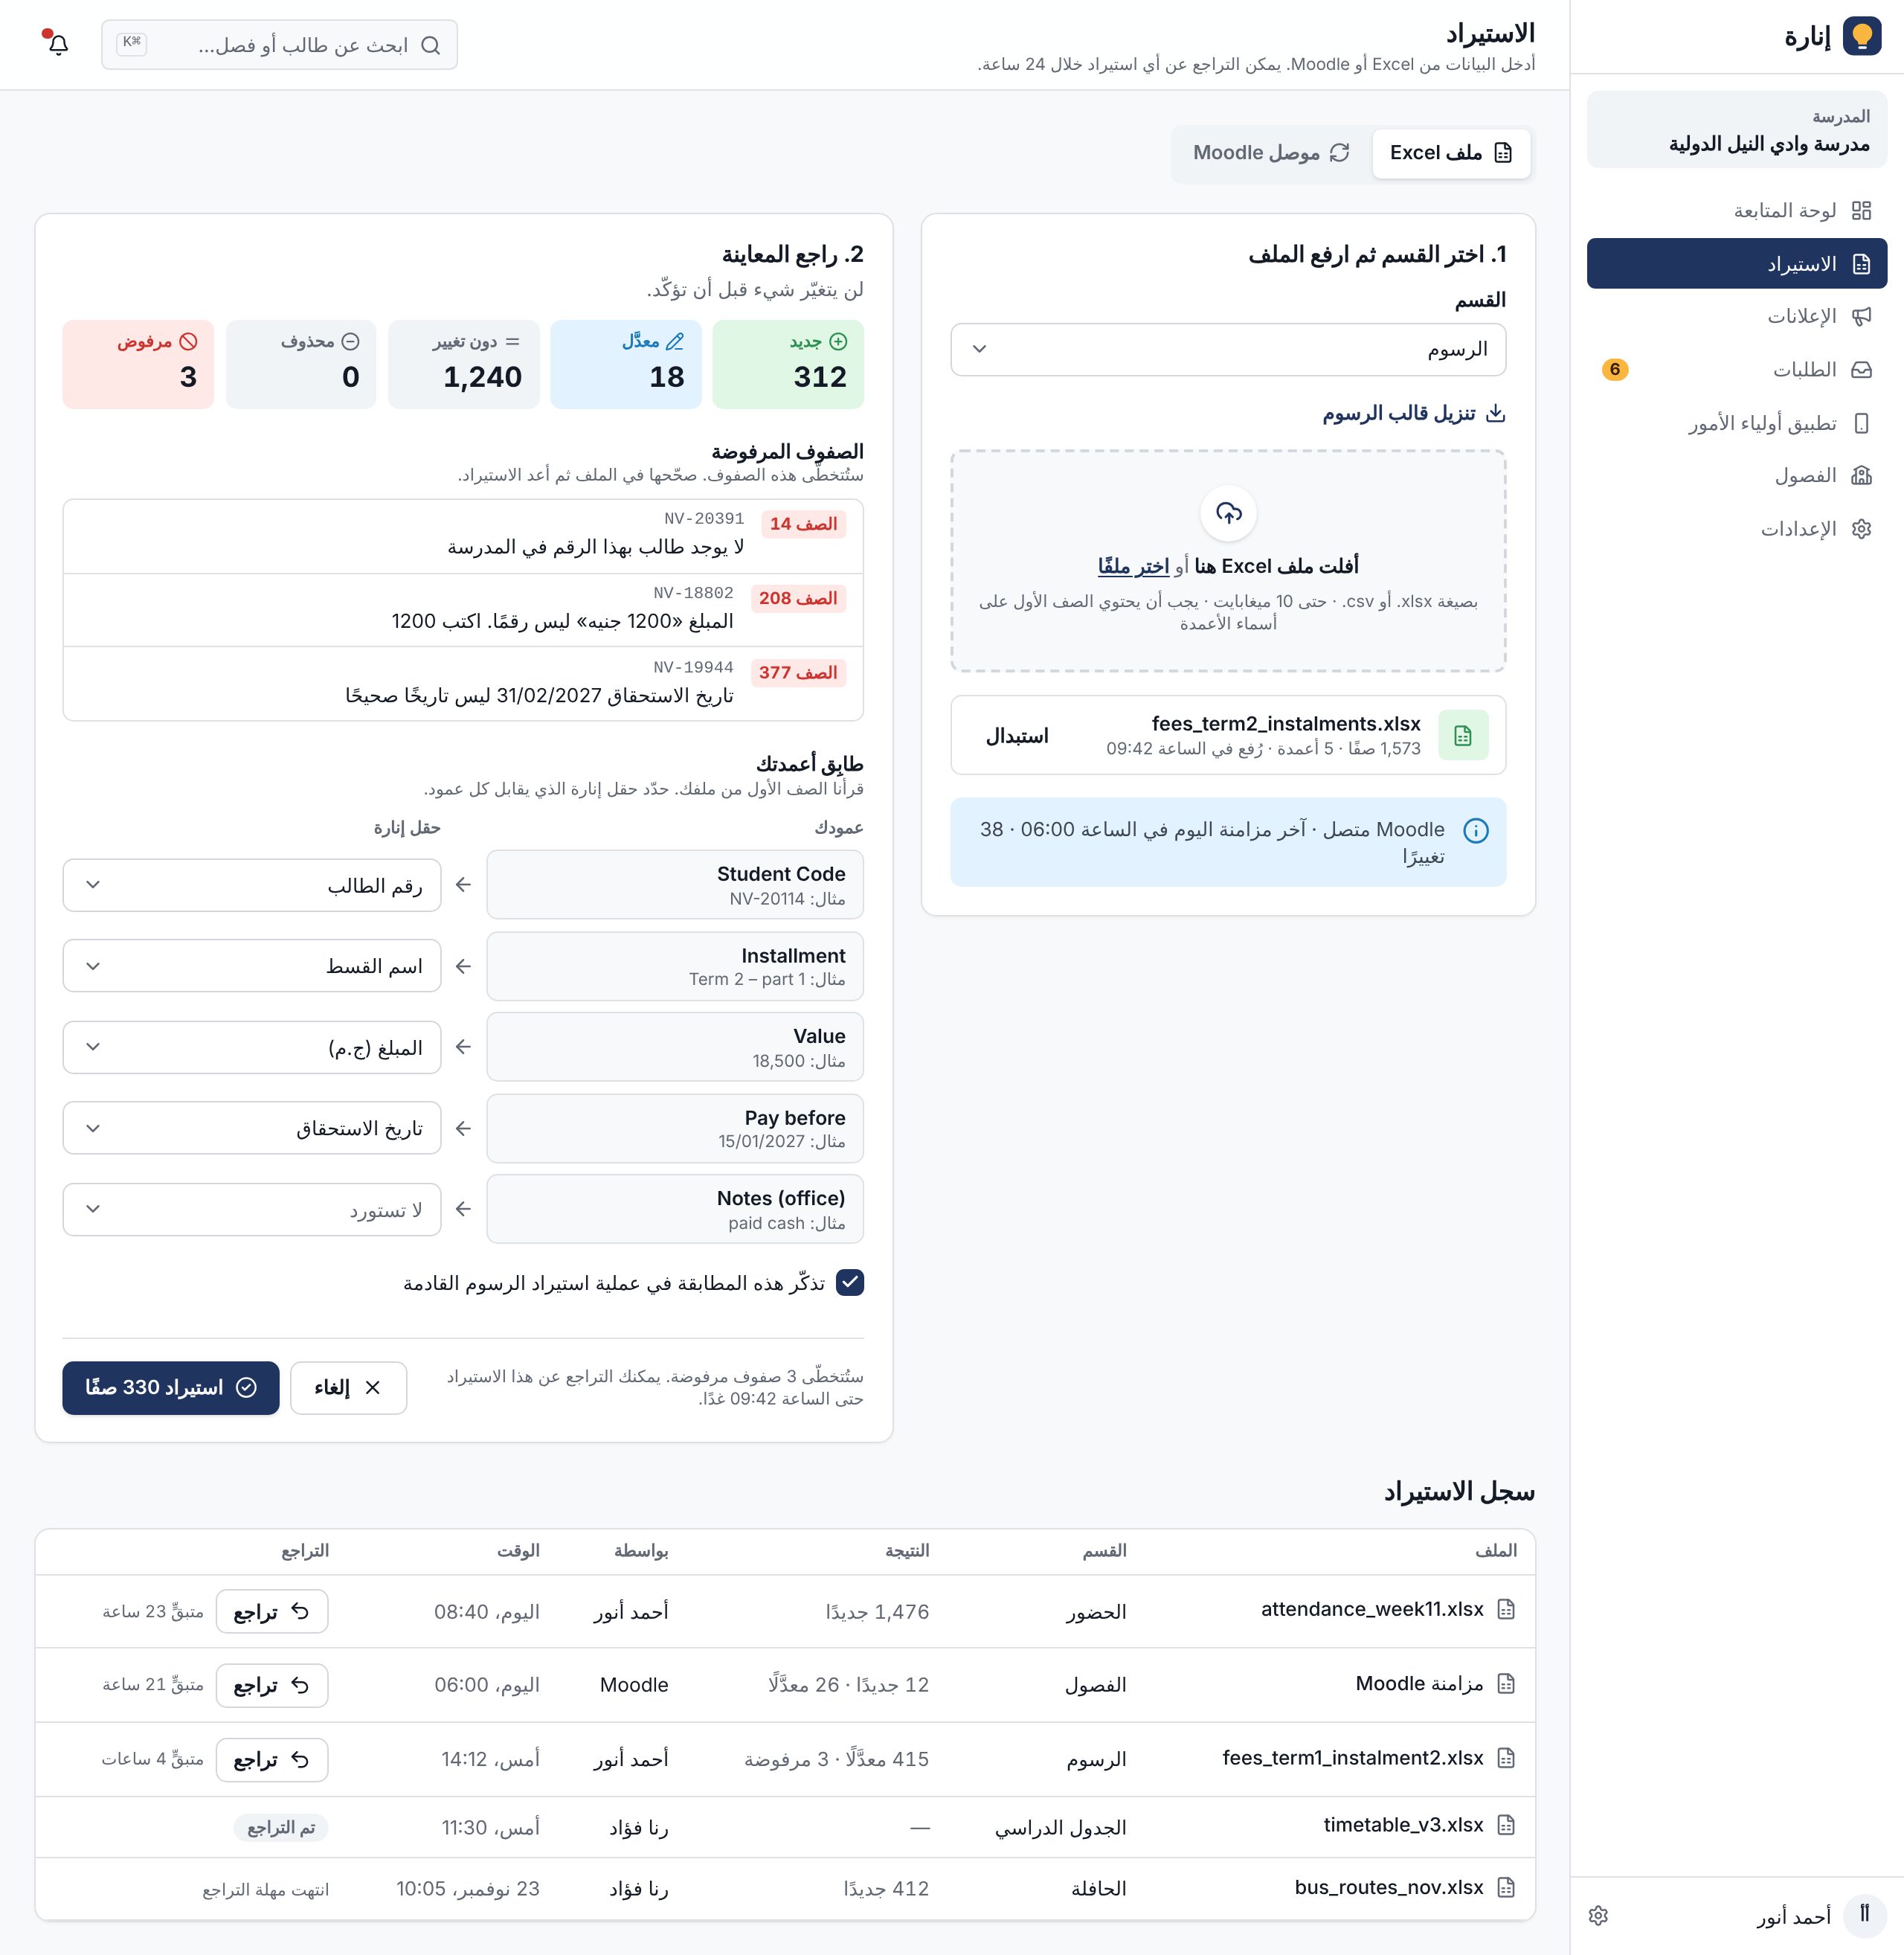 إنارة
المدرسة
مدرسة وادي النيل الدولية
لوحة المتابعة
الاستيراد
الإعلانات
الطلبات 6
تطبيق أولياء الأمور
الفصول
الإعدادات
أأ أحمد أنور
الاستيراد
أدخل البيانات من Excel أو Moodle. يمكن التراجع عن أي استيراد خلال 24 ساعة.
ابحث عن طالب أو فصل... ⌘K
ملف Excel
موصل Moodle
1. اختر القسم ثم ارفع الملف
القسم
الرسوم
تنزيل قالب الرسوم
أفلت ملف Excel هنا أو اختر ملفًا
بصيغة xlsx. أو csv. · حتى 10 ميغابايت · يجب أن يحتوي الصف الأول على
أسماء الأعمدة
fees_term2_instalments.xlsx
1,573 صفًا · 5 أعمدة · رُفع في الساعة 09:42
استبدال
Moodle متصل · آخر مزامنة اليوم في الساعة 06:00 · 38
تغييرًا
2. راجع المعاينة
لن يتغيّر شيء قبل أن تؤكّد.
جديد
312
معدَّل
18
دون تغيير
1,240
محذوف
0
مرفوض
3
الصفوف المرفوضة
ستُتخطّى هذه الصفوف. صحّحها في الملف ثم أعد الاستيراد.
الصف 14
NV-20391
لا يوجد طالب بهذا الرقم في المدرسة
الصف 208
NV-18802
المبلغ «1200 جنيه» ليس رقمًا. اكتب 1200
الصف 377
NV-19944
تاريخ الاستحقاق 31/02/2027 ليس تاريخًا صحيحًا
طابِق أعمدتك
قرأنا الصف الأول من ملفك. حدّد حقل إنارة الذي يقابل كل عمود.
عمودك
حقل إنارة
Student Code
مثال: NV-20114
رقم الطالب
Installment
مثال: Term 2 – part 1
اسم القسط
Value
مثال: 18,500
المبلغ (ج.م)
Pay before
مثال: 15/01/2027
تاريخ الاستحقاق
Notes (office)
مثال: paid cash
لا تستورد
تذكّر هذه المطابقة في عملية استيراد الرسوم القادمة
ستُتخطّى 3 صفوف مرفوضة. يمكنك التراجع عن هذا الاستيراد
حتى الساعة 09:42 غدًا.
إلغاء
استيراد 330 صفًا
سجل الاستيراد
الملف القسم النتيجة بواسطة الوقت التراجع
attendance_week11.xlsx الحضور 1,476 جديدًا أحمد أنور اليوم، 08:40 تراجع متبقٍّ 23 ساعة
مزامنة Moodle الفصول 12 جديدًا · 26 معدَّلًا Moodle اليوم، 06:00 تراجع متبقٍّ 21 ساعة
fees_term1_instalment2.xlsx الرسوم 415 معدَّلًا · 3 مرفوضة أحمد أنور أمس، 14:12 تراجع متبقٍّ 4 ساعات
timetable_v3.xlsx الجدول الدراسي — رنا فؤاد أمس، 11:30 تم التراجع
bus_routes_nov.xlsx الحافلة 412 جديدًا رنا فؤاد 23 نوفمبر، 10:05 انتهت مهلة التراجع